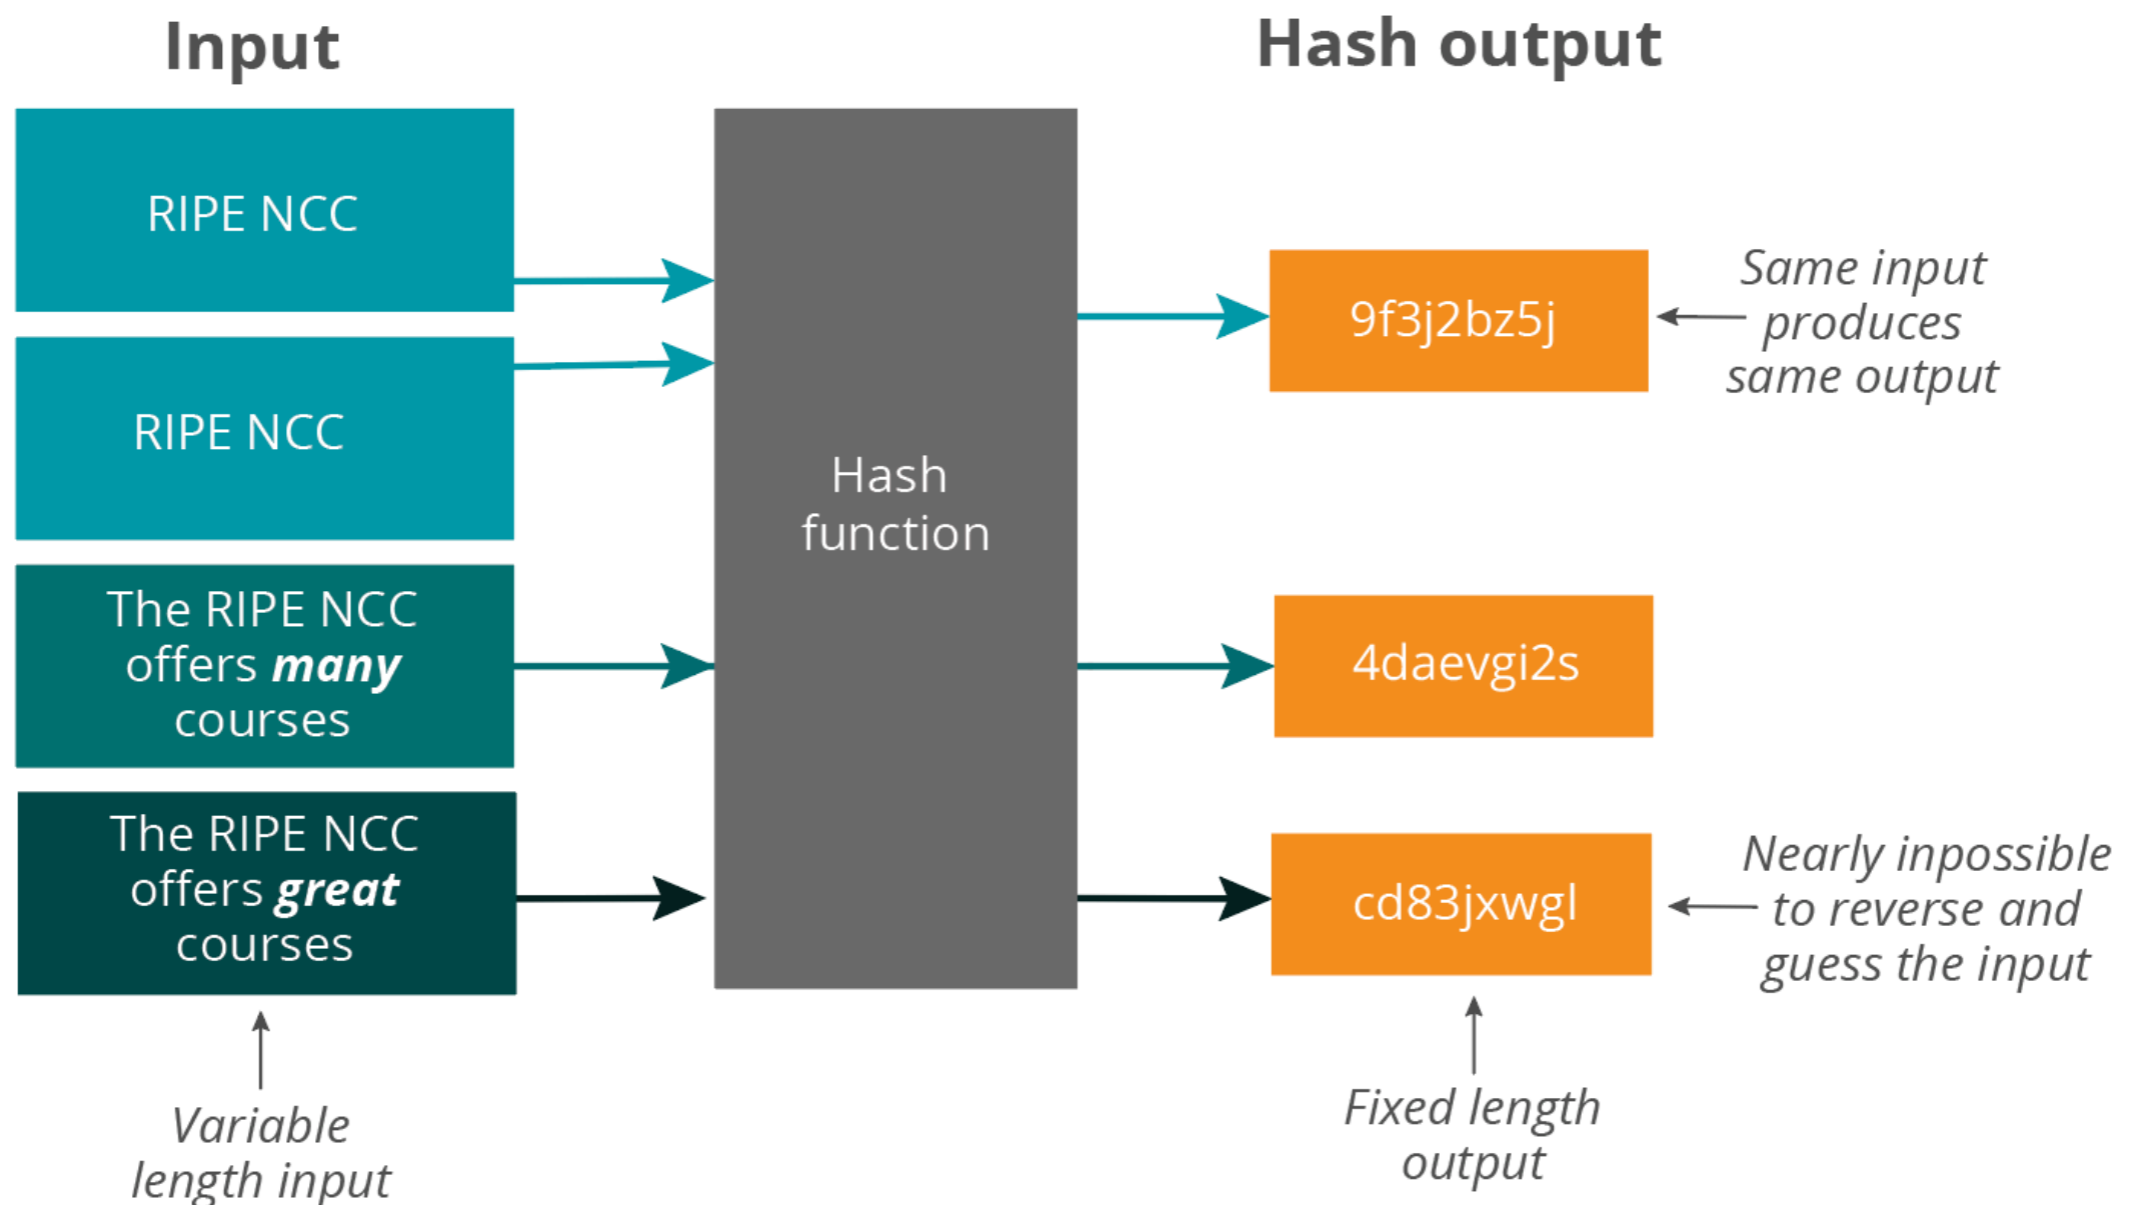 Input
Hash output
RIPE NCC
RIPE NCC
The RIPE NCC
offers many
courses
The RIPE NCC
offers great
courses
Variable
length input
Hash
function
9f3j2bz5j
Same input
produces
same output
4daevgi2s
cd83jxwgl
Nearly inpossible
to reverse and
guess the input
Fixed length
output